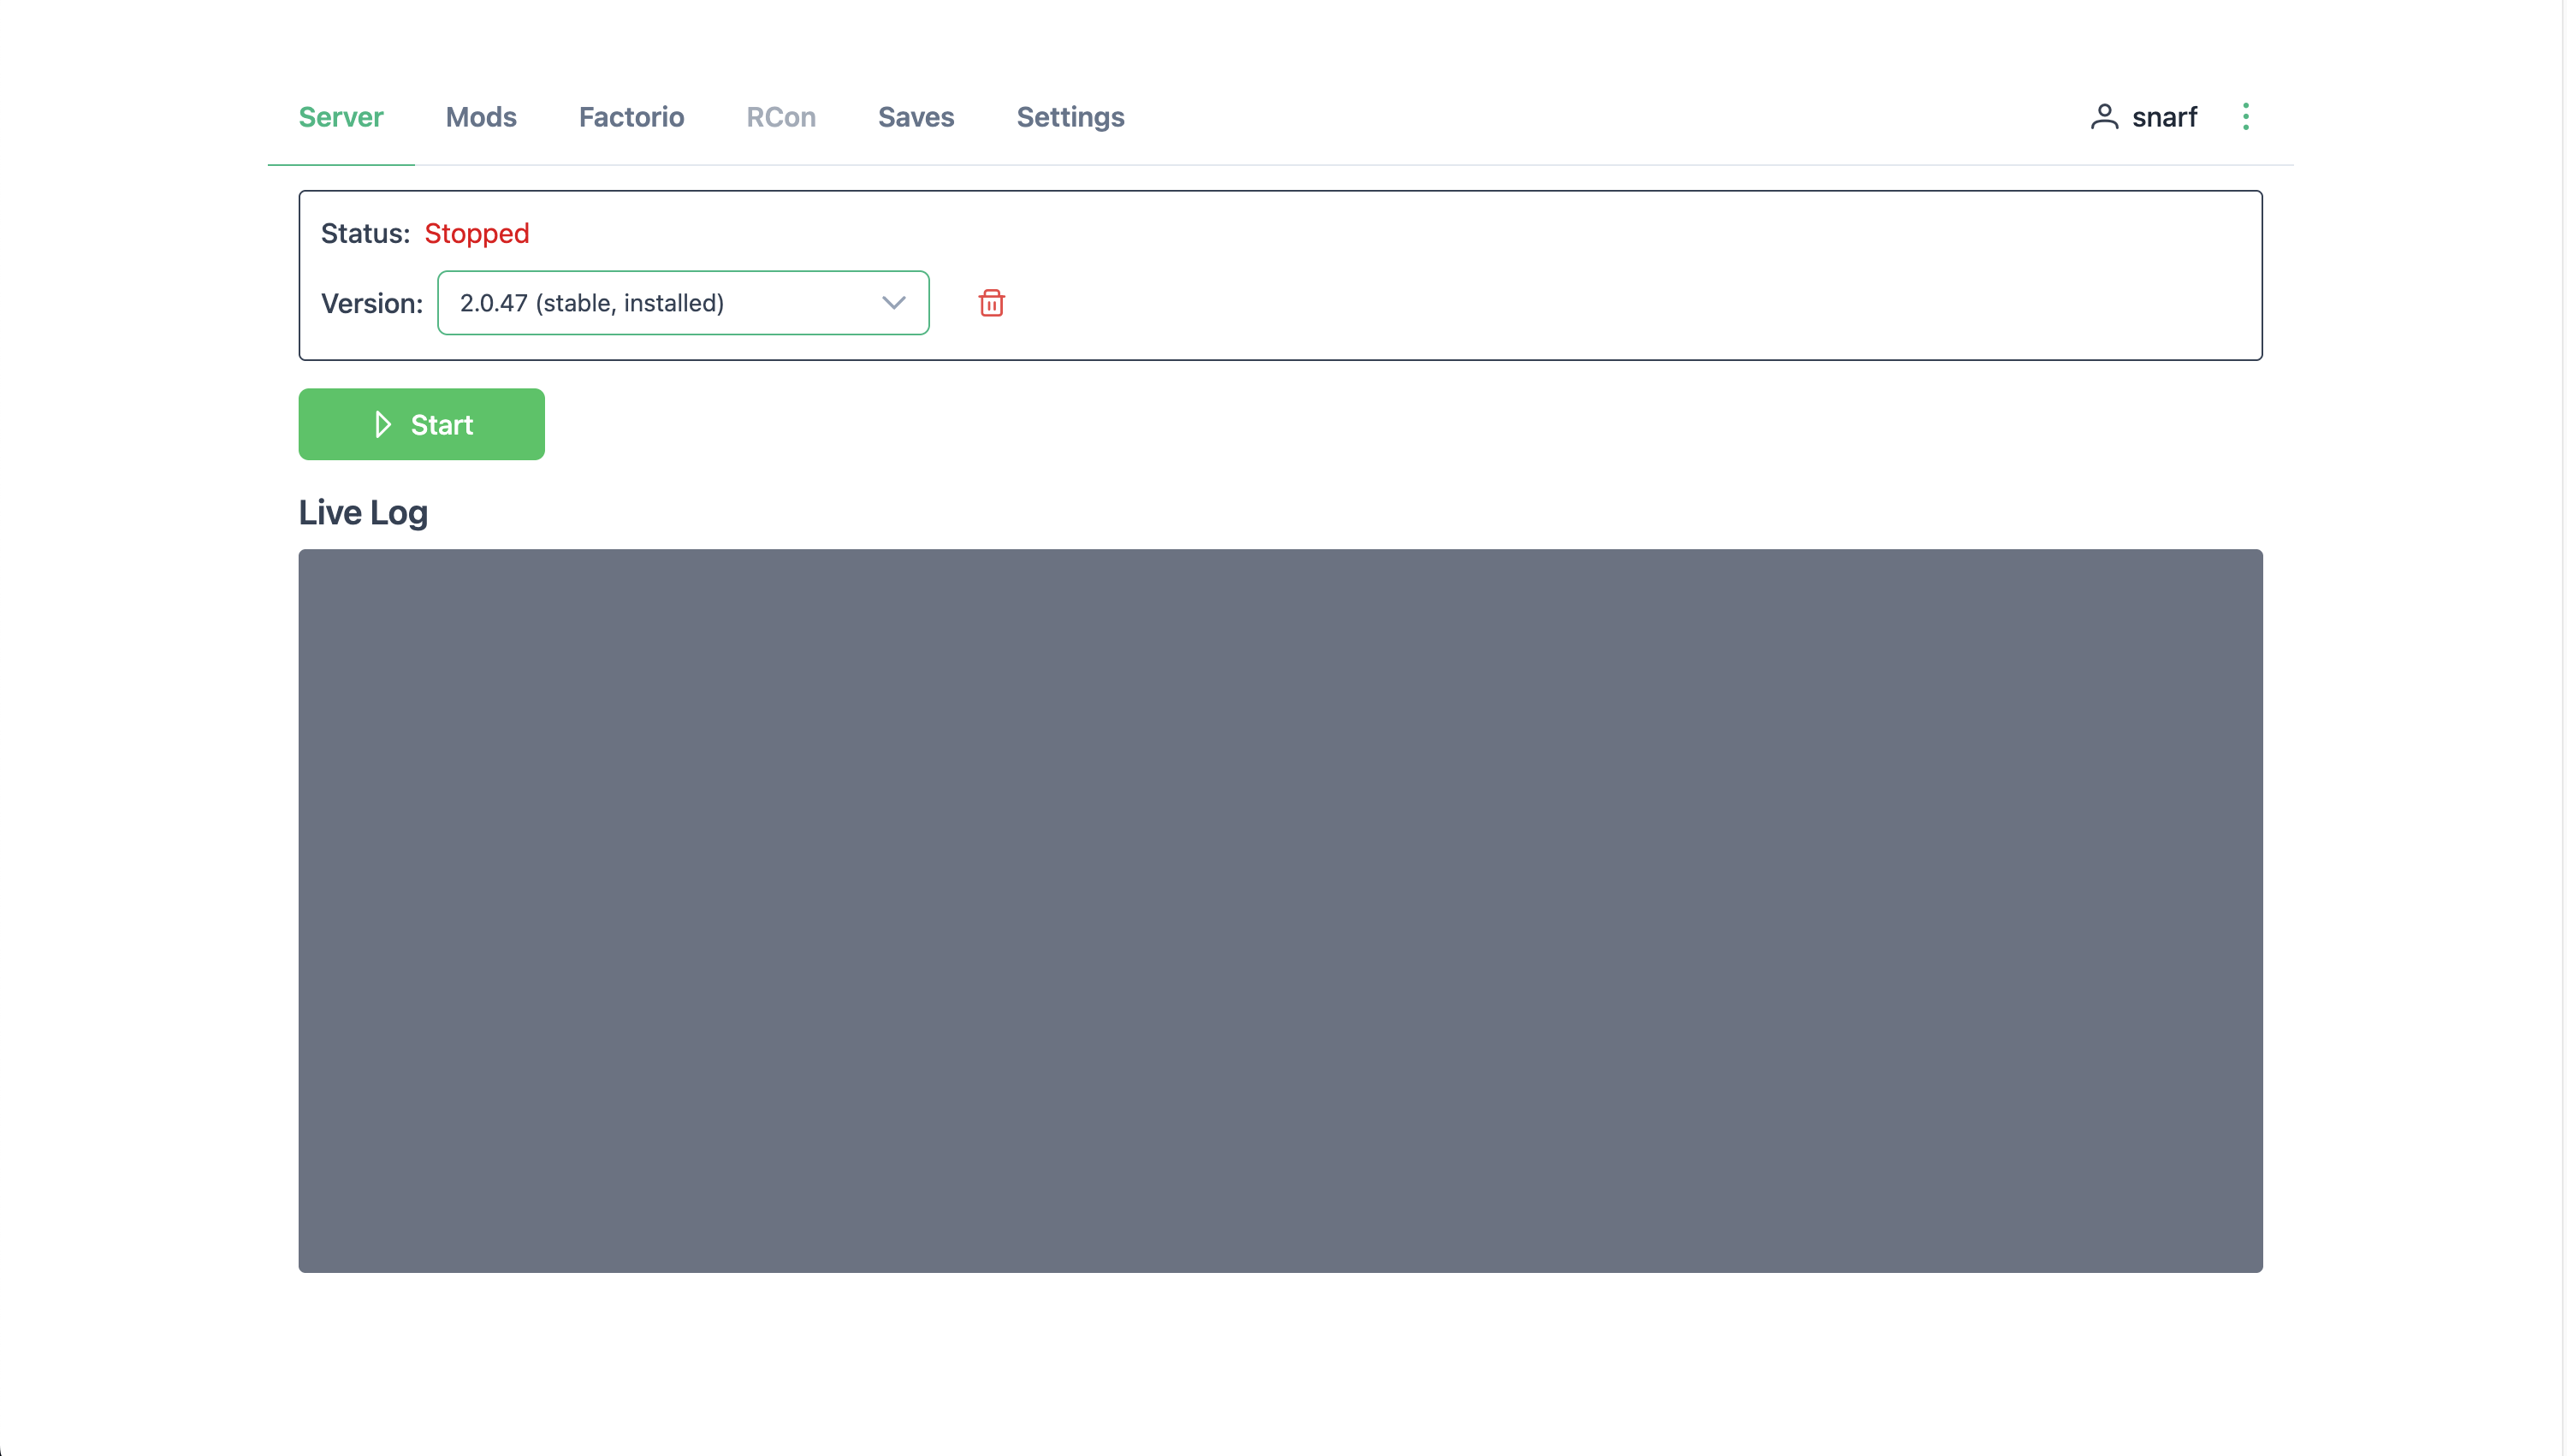 Server Mods Factorio RCon Saves Settings snarf
Status: Stopped
Version: 2.0.47 (stable, installed)
Start
Live Log